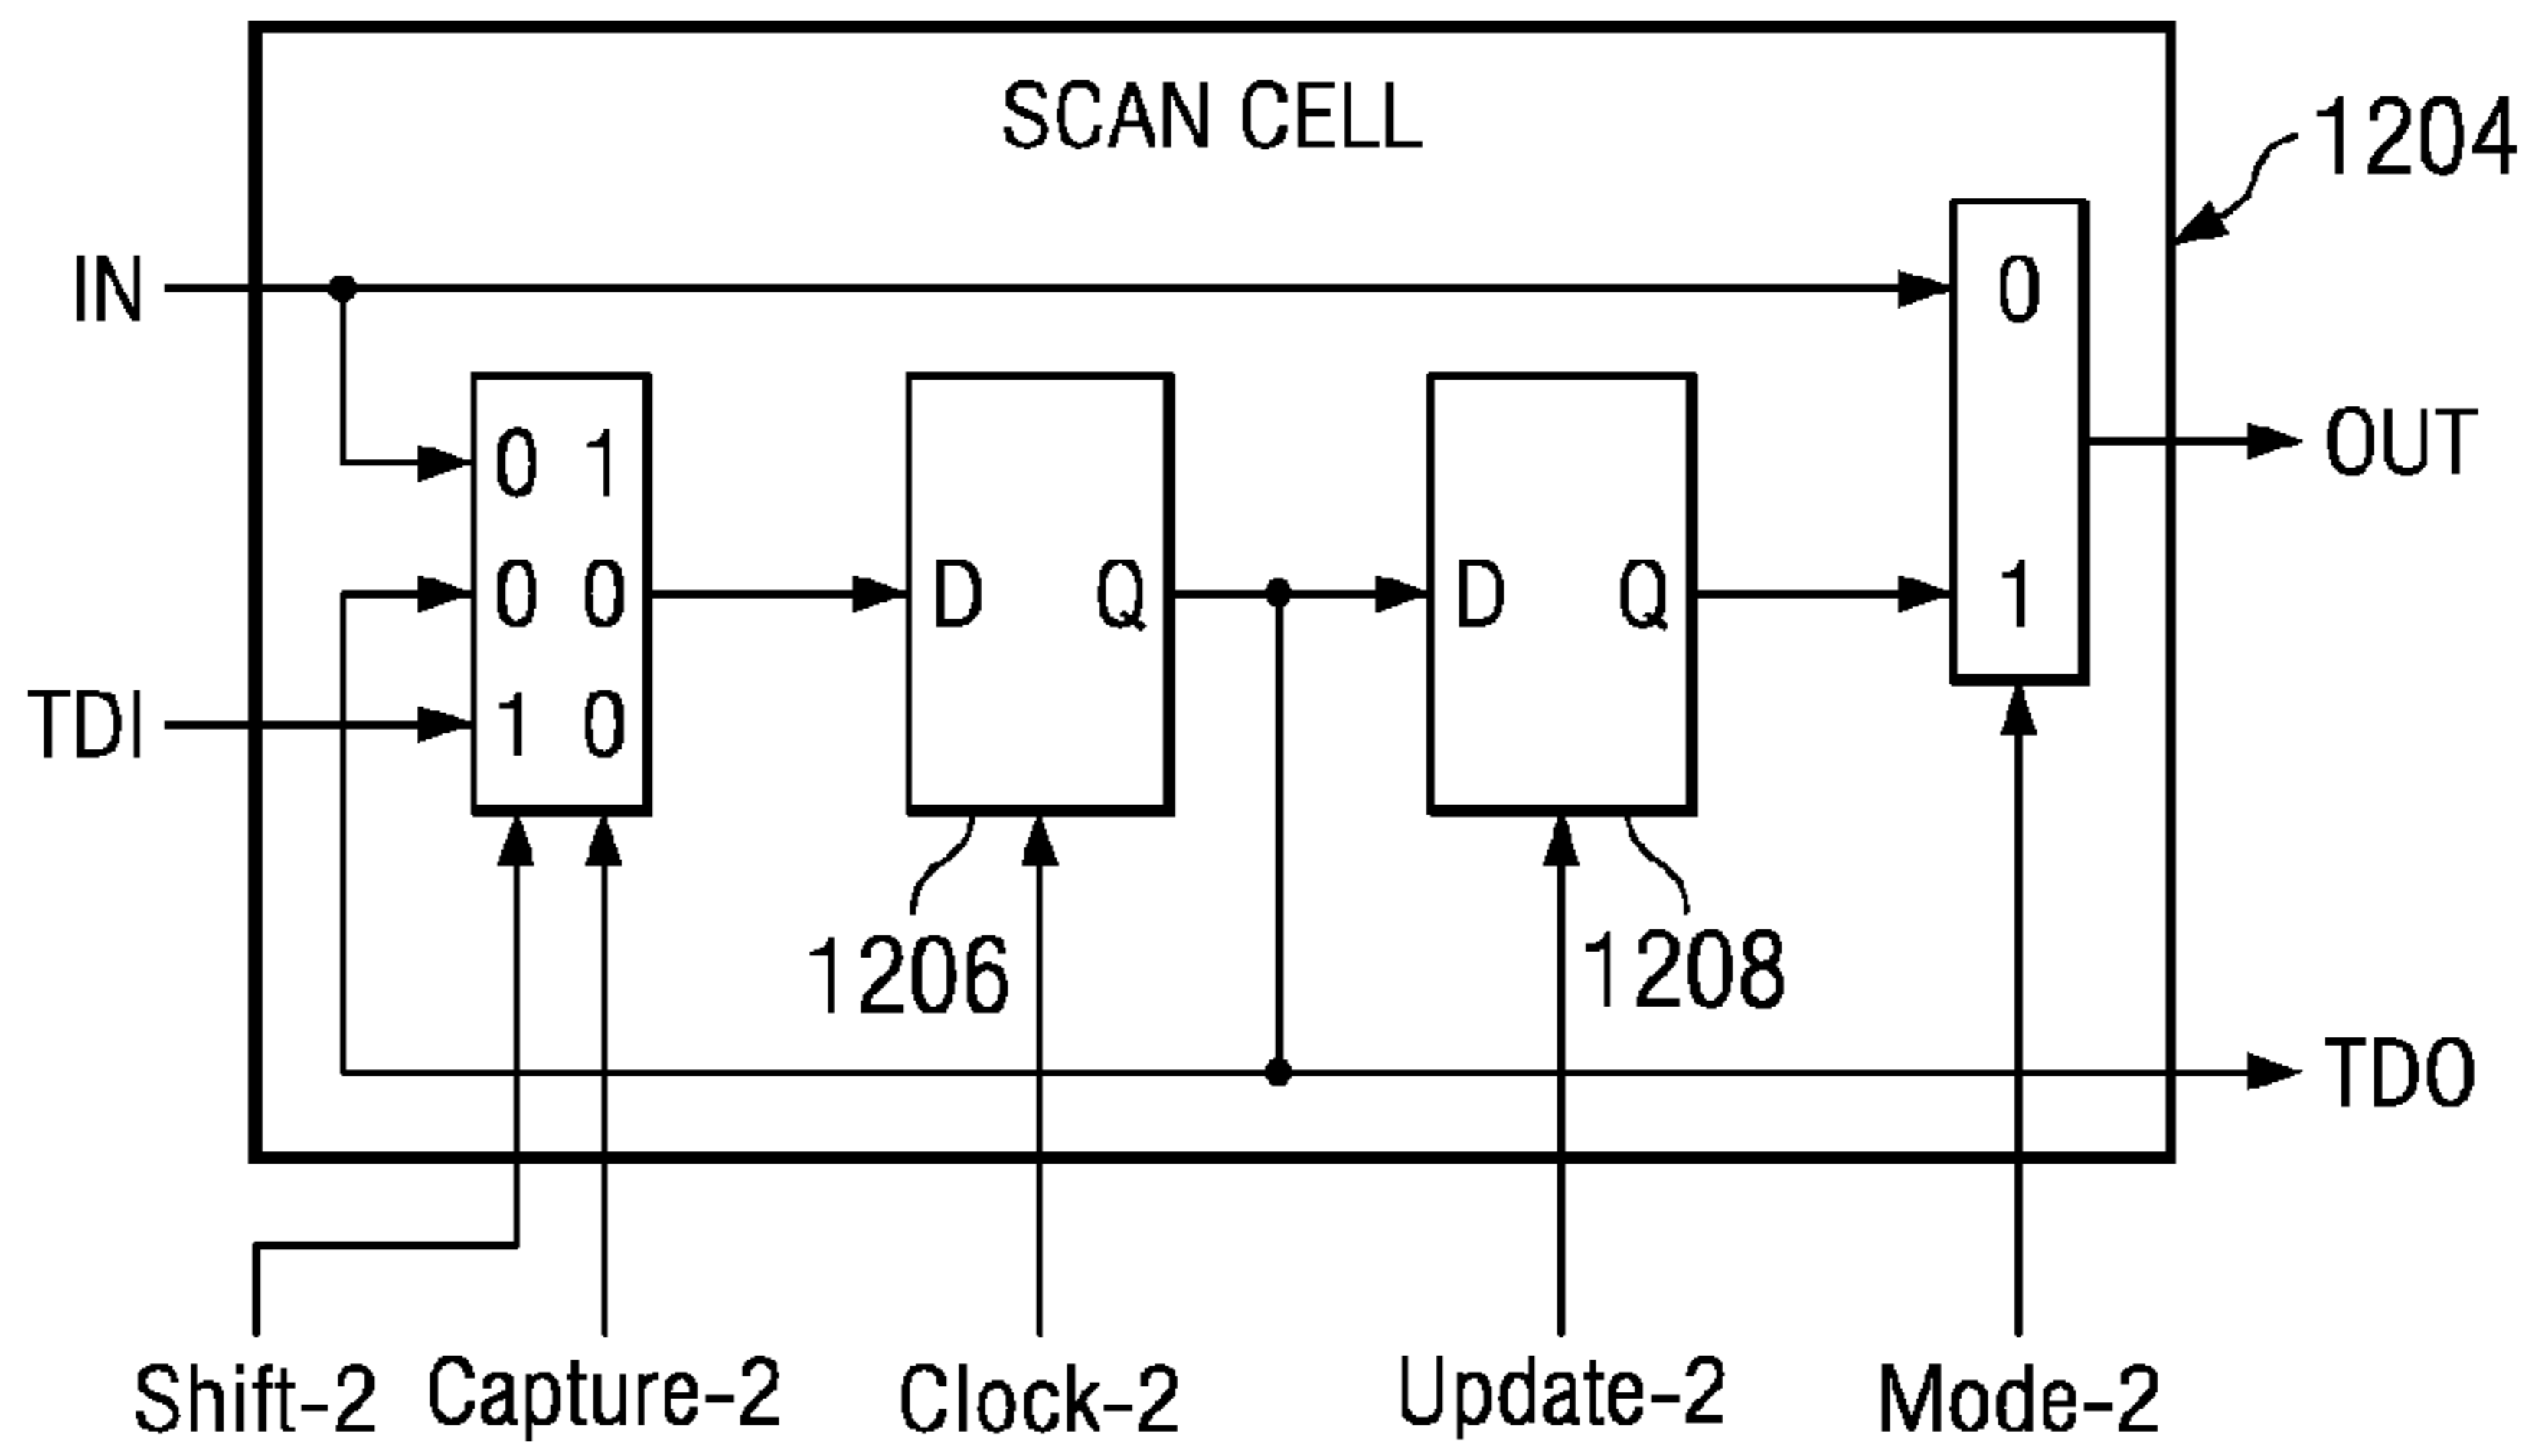 SCAN CELL
1204
IN
0
0 1
OUT
0 0
D Q
D Q
1
TDI
1 0
1206
1208
TDO
Shift-2 Capture-2 Clock-2 Update-2 Mode-2